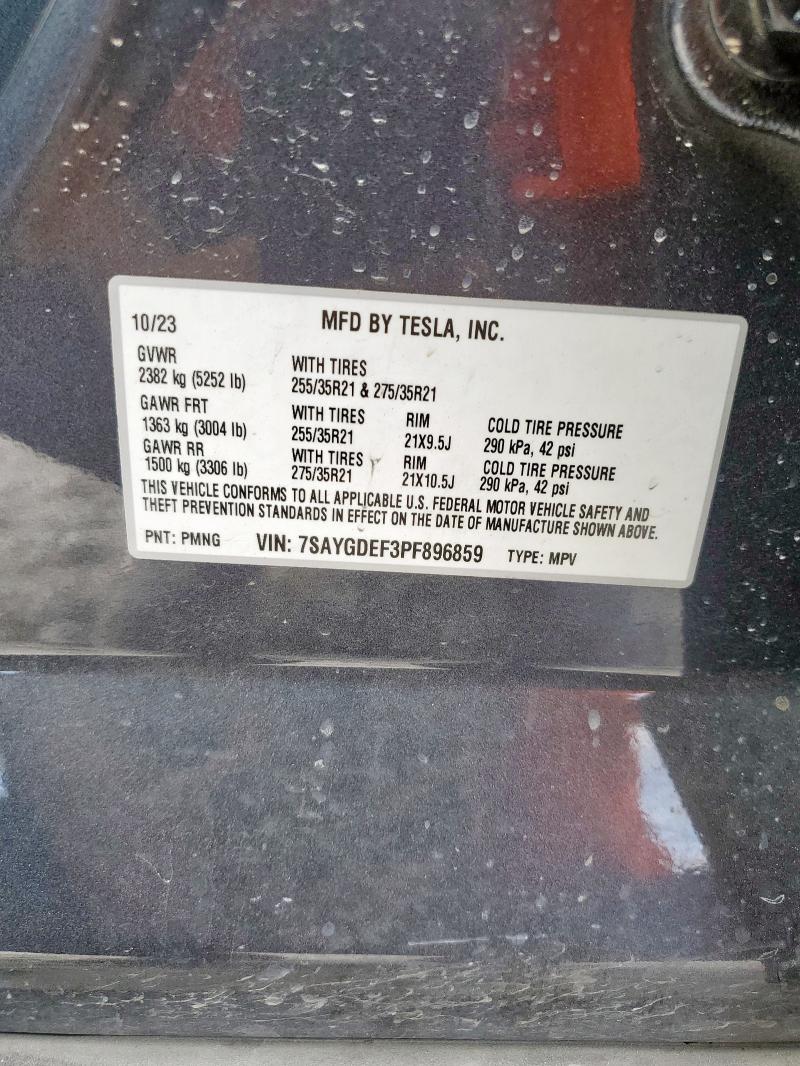 10/23 MFD BY TESLA, INC.
GVWR
2382 kg (5252 lb) WITH TIRES
255/35R21 & 275/35R21
GAWR FRT
1363 kg (3004 lb) WITH TIRES
255/35R21 RIM
21X9.5J COLD TIRE PRESSURE
290 kPa, 42 psi
GAWR RR
1500 kg (3306 lb) WITH TIRES
275/35R21 RIM
21X10.5J COLD TIRE PRESSURE
290 kPa, 42 psi
THIS VEHICLE CONFORMS TO ALL APPLICABLE U.S. FEDERAL MOTOR VEHICLE SAFETY AND
THEFT PREVENTION STANDARDS IN EFFECT ON THE DATE OF MANUFACTURE SHOWN ABOVE.
PNT: PMNG VIN: 7SAYGDEF3PF896859 TYPE: MPV